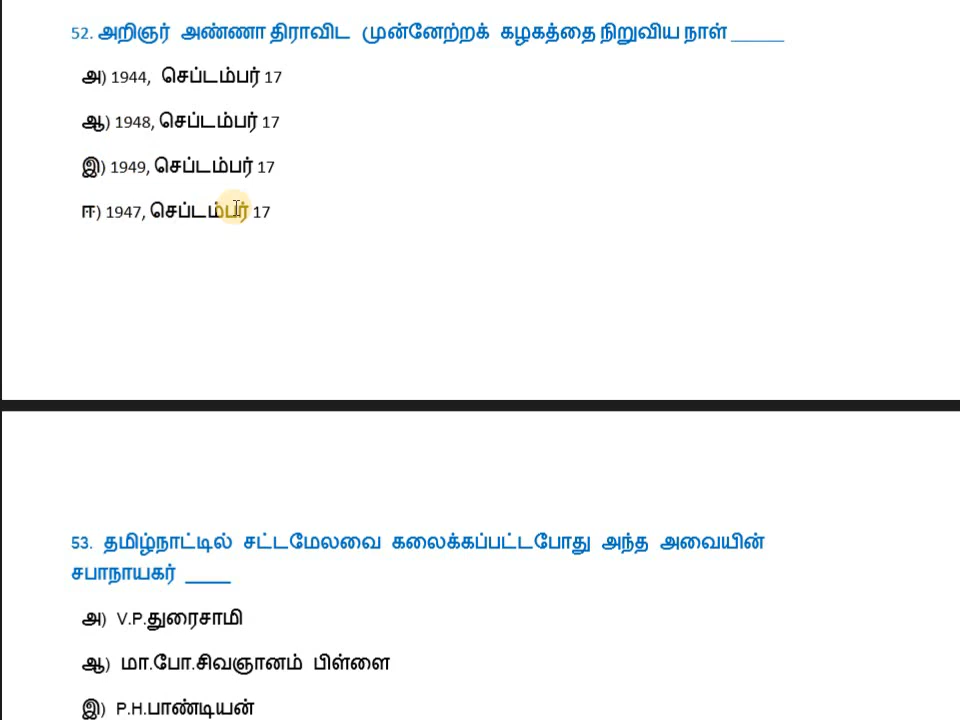 52. அறிஞர் அண்ணா திராவிட முன்னேற்றக் கழகத்தை நிறுவிய நாள் ______
அ) 1944, செப்டம்பர் 17
ஆ) 1948, செப்டம்பர் 17
இ) 1949, செப்டம்பர் 17
ஈ) 1947, செப்டம்பர் 17
53. தமிழ்நாட்டில் சட்டமேலவை கலைக்கப்பட்டபோது அந்த அவையின்
சபாநாயகர் _____
அ) V.P.துரைசாமி
ஆ) மா.போ.சிவஞானம் பிள்ளை
இ) P.H.பாண்டியன்